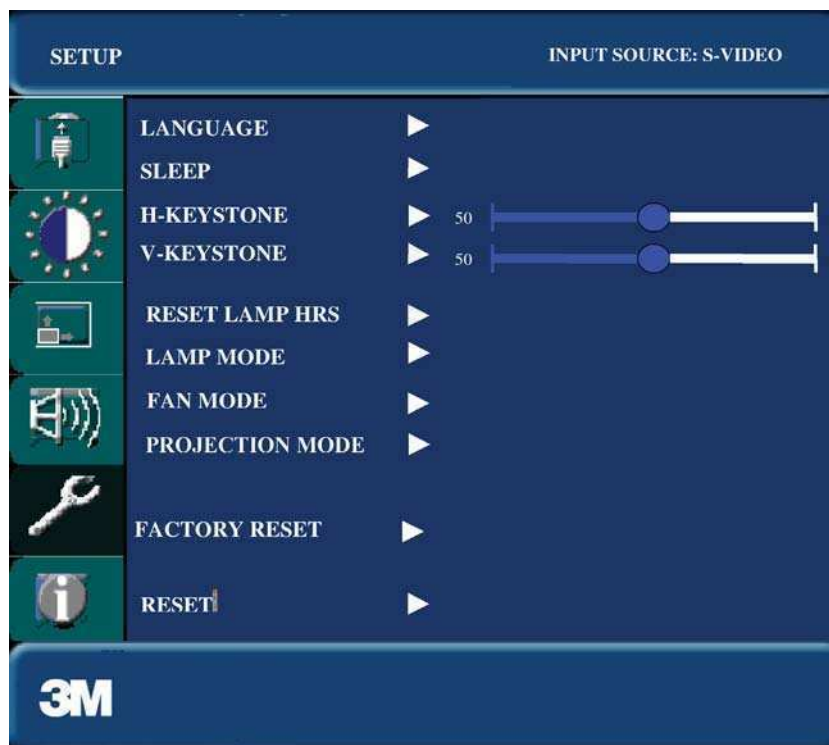 SETUP
INPUT SOURCE: S-VIDEO
LANGUAGE
SLEEP
H-KEYSTONE 50
V-KEYSTONE 50
RESET LAMP HRS
LAMP MODE
FAN MODE
PROJECTION MODE
FACTORY RESET
RESET
i
3M